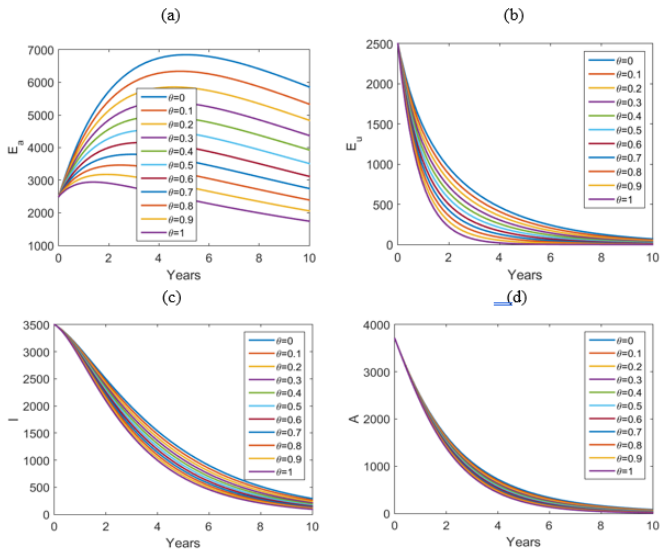 (a)
7000
6000
5000
4000
3000
2000
1000
E_a
0
2
4
6
8
10
Years
θ=0
θ=0.1
θ=0.2
θ=0.3
θ=0.4
θ=0.5
θ=0.6
θ=0.7
θ=0.8
θ=0.9
θ=1
(b)
2500
2000
1500
1000
500
0
E_u
0
2
4
6
8
10
Years
θ=0
θ=0.1
θ=0.2
θ=0.3
θ=0.4
θ=0.5
θ=0.6
θ=0.7
θ=0.8
θ=0.9
θ=1
(c)
3500
3000
2500
2000
1500
1000
500
0
I
0
2
4
6
8
10
Years
θ=0
θ=0.1
θ=0.2
θ=0.3
θ=0.4
θ=0.5
θ=0.6
θ=0.7
θ=0.8
θ=0.9
θ=1
(d)
4000
3000
2000
1000
0
A
0
2
4
6
8
10
Years
θ=0
θ=0.1
θ=0.2
θ=0.3
θ=0.4
θ=0.5
θ=0.6
θ=0.7
θ=0.8
θ=0.9
θ=1